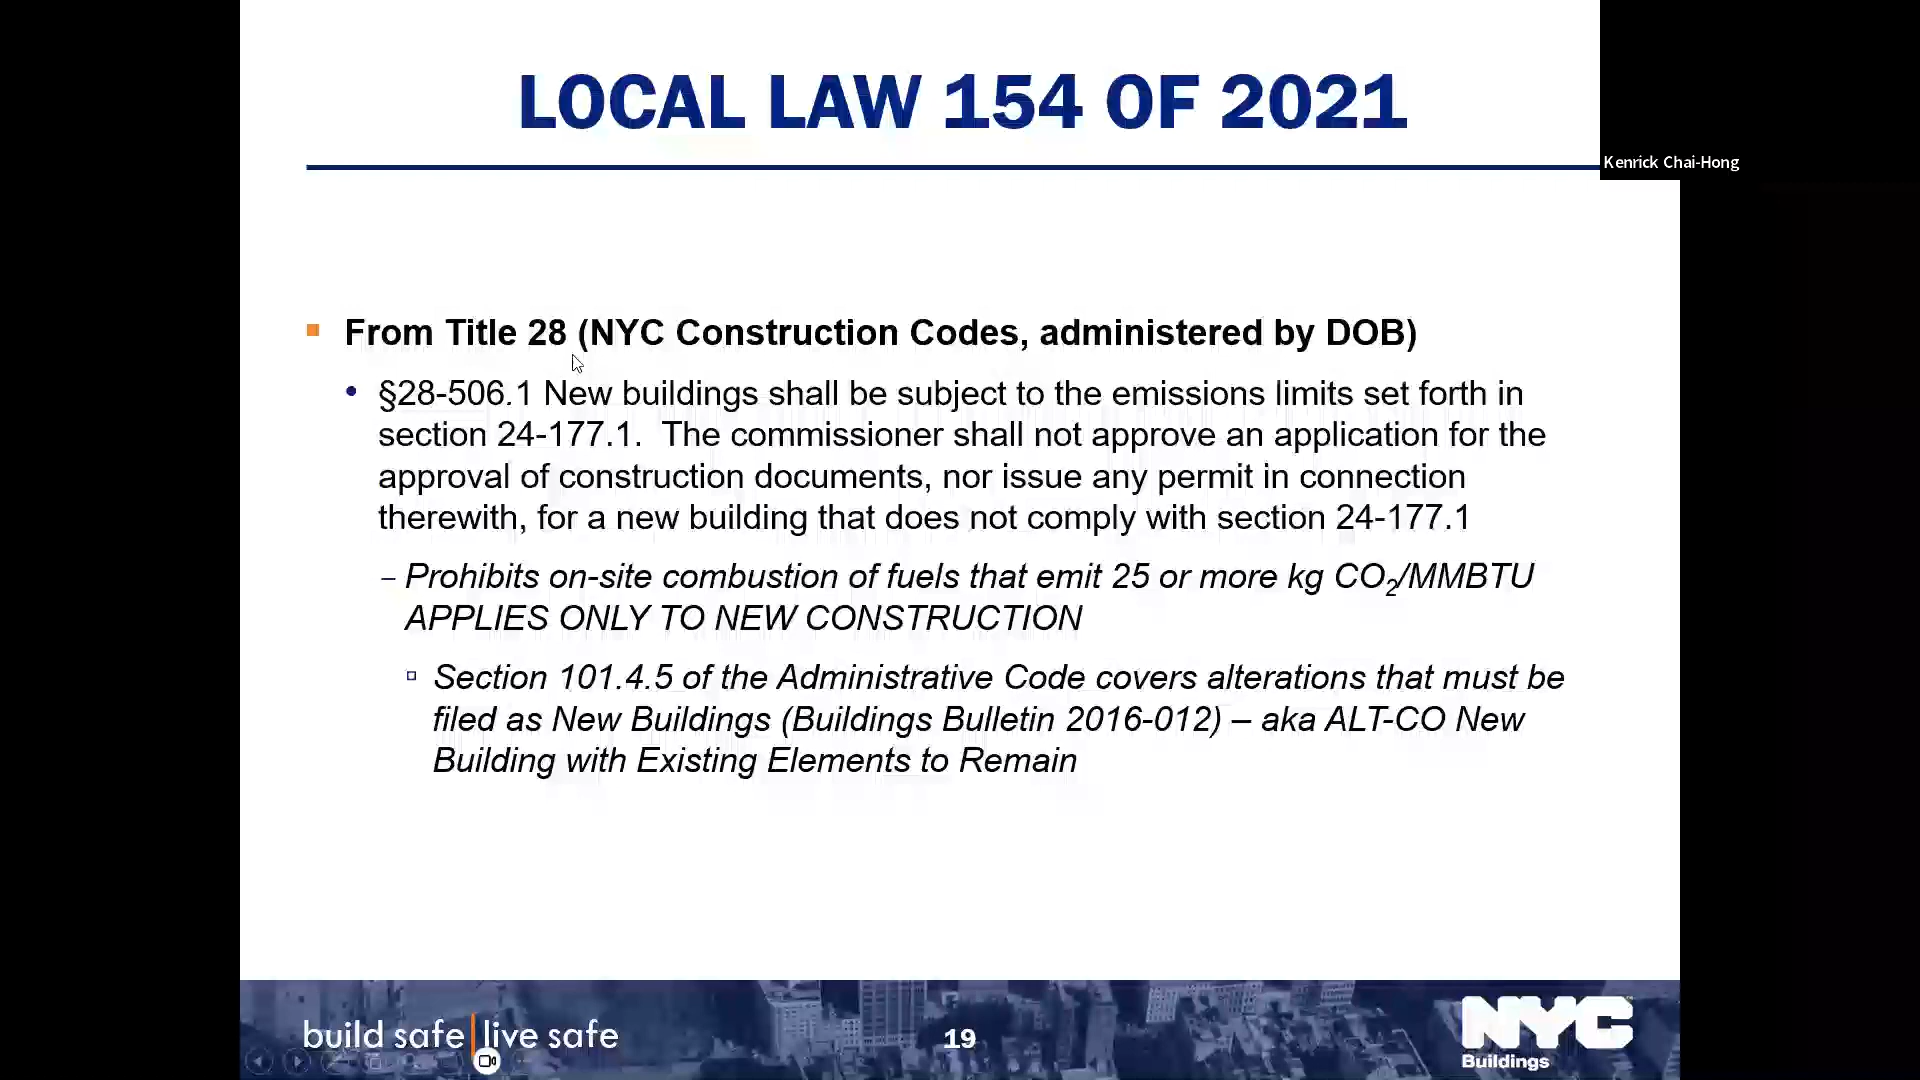 LOCAL LAW 154 OF 2021
Kenrick Chai-Hong
From Title 28 (NYC Construction Codes, administered by DOB)
§28-506.1 New buildings shall be subject to the emissions limits set forth in
section 24-177.1. The commissioner shall not approve an application for the
approval of construction documents, nor issue any permit in connection
therewith, for a new building that does not comply with section 24-177.1
– Prohibits on-site combustion of fuels that emit 25 or more kg CO₂/MMBTU
APPLIES ONLY TO NEW CONSTRUCTION
Section 101.4.5 of the Administrative Code covers alterations that must be
filed as New Buildings (Buildings Bulletin 2016-012) – aka ALT-CO New
Building with Existing Elements to Remain
build safe | live safe
19
NYC
Buildings